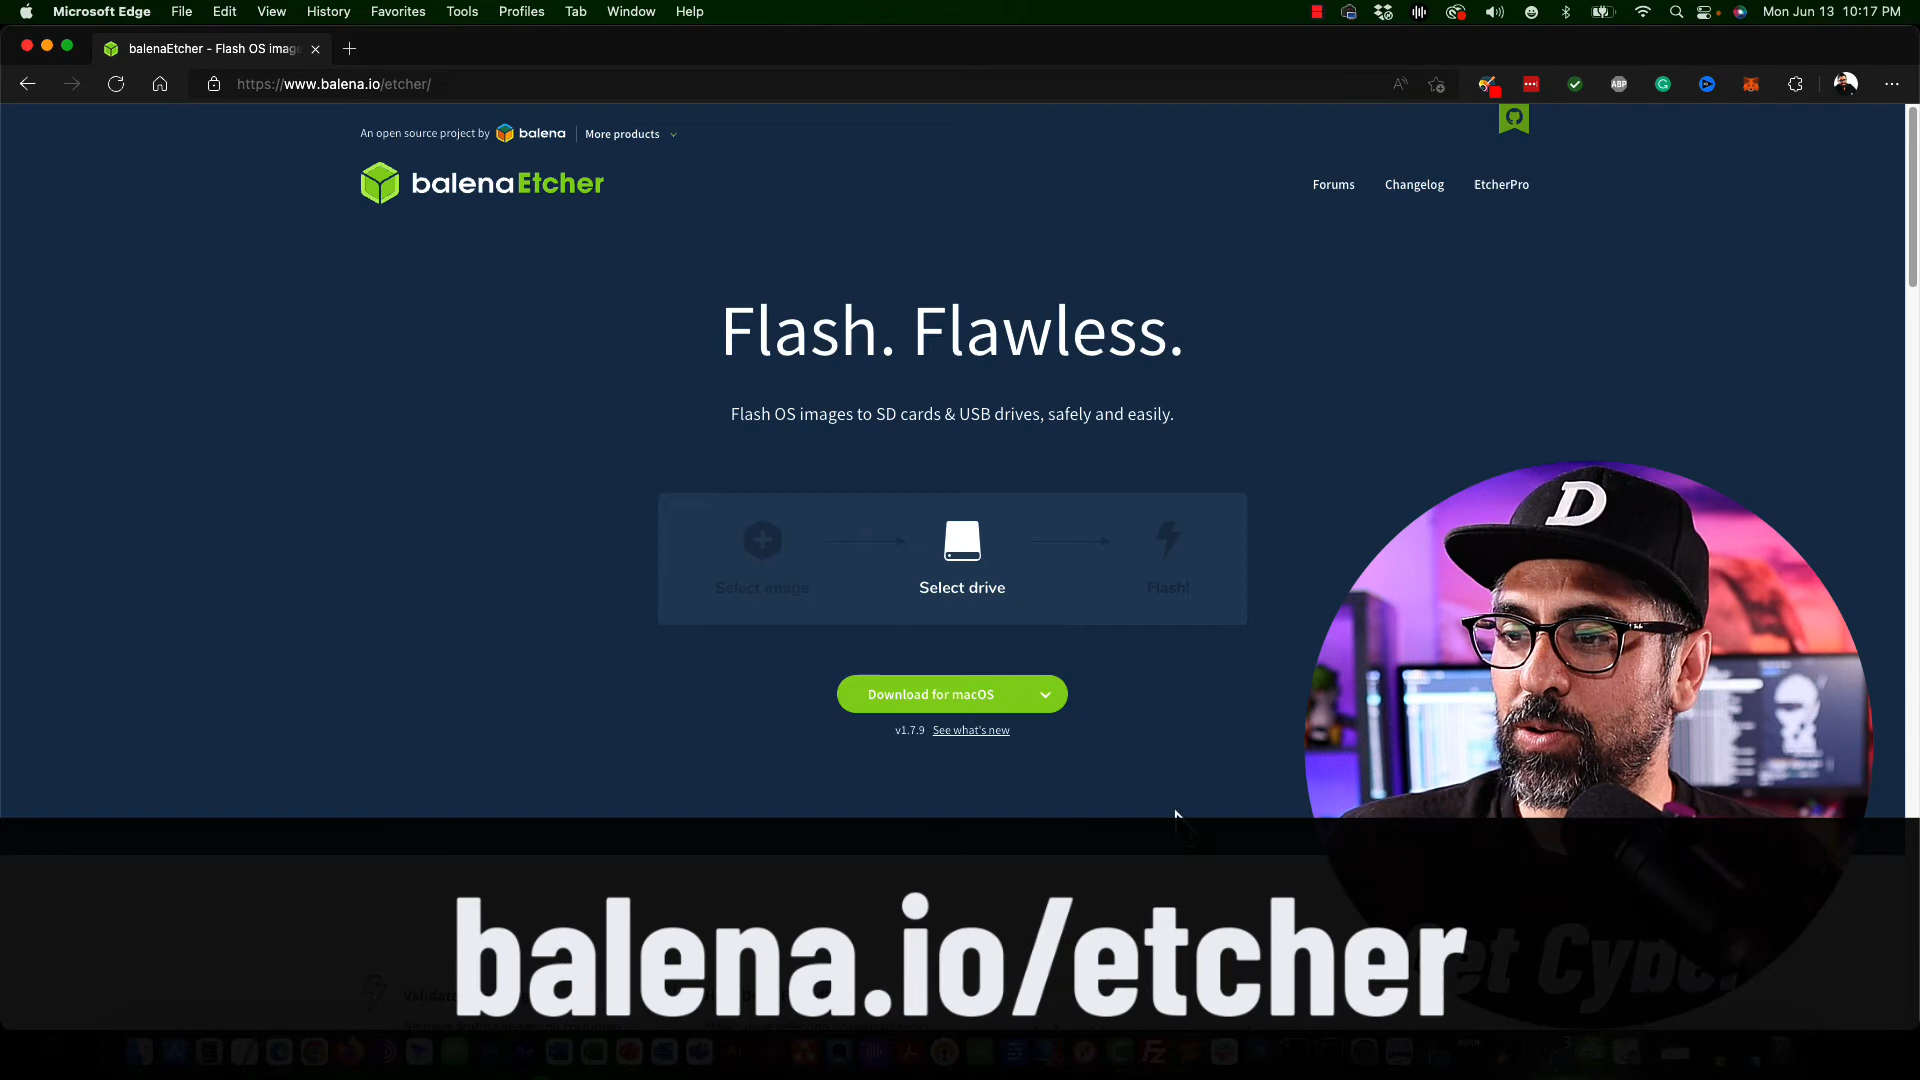 Microsoft Edge File Edit View History Favorites Tools Profiles Tab Window Help Mon Jun 13 10:17 PM
balenaEtcher - Flash OS image
https://www.balena.io/etcher/
ABP
An open source project by balena More products
balenaEtcher
Forums Changelog EtcherPro
Flash. Flawless.
Flash OS images to SD cards & USB drives, safely and easily.
Select image Select drive Flash!
Download for macOS
v1.7.9 See what's new
D
balena.io/etcher